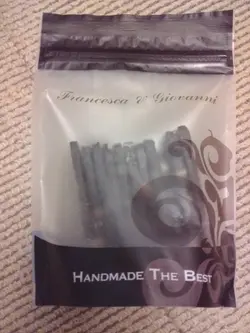 Francesca & Giovanni
HANDMADE THE BEST